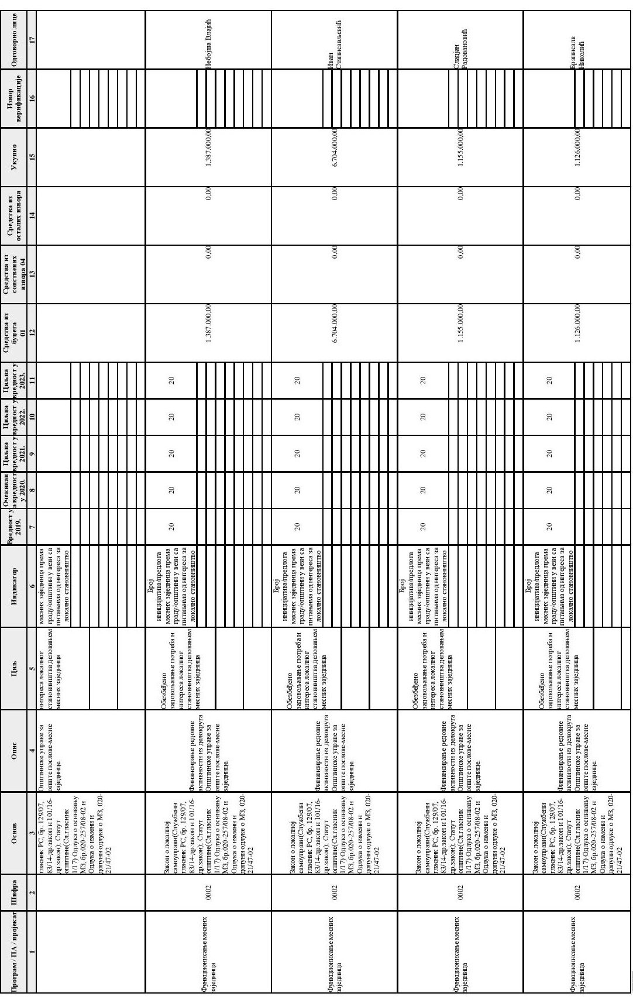 Програм / ПА / пројекат
Шифра
Основ
Опис
Циљ
Индикатор
Вредност у
2019.
Очекиван
а вредност
у 2020.
Циљна
вредност у
2021.
Циљна
вредност у
2022.
Циљна
вредност у
2023.
Средства из
буџета
01
Средства из
сопствених
извора 04
Средства из
осталих извора
Укупно
Извор
верификације
Одговорно лице
1
2
3
4
5
6
7
8
9
10
11
12
13
14
15
16
17
гласник РС, бр. 129/07,
83/14-др.закон и 101/16-
др.закон); Статут
општине(Сл.гласник
1/17) Одлука о оснивању
МЗ, бр.020-257/08-02 и
Одлука о измени и
допуни одлуке о МЗ, 020-
21/47-02
Општинске управе за
опште послове-месне
заједнице.
интереса локалног
становништва деловањем
месних заједница
месних заједница према
граду/општини у вези са
питањима од интереса за
локално становништво
Функционисање месних
заједница
0002
Закон о локалној
самоуправи(Службени
гласник РС, бр. 129/07,
83/14-др.закон и 101/16-
др.закон); Статут
општине(Сл.гласник
1/17) Одлука о оснивању
МЗ, бр.020-257/08-02 и
Одлука о измени и
допуни одлуке о МЗ, 020-
21/47-02
Финансирање редовне
активности из делокруга
Општинске управе за
опште послове-месне
заједнице.
Обезбеђено
задовољавање потреба и
интереса локалног
становништва деловањем
месних заједница
Број
иницијатива/предлога
месних заједница према
граду/општини у вези са
питањима од интереса за
локално становништво
20
20
20
20
20
1.387.000.00
0.00
0.00
1.387.000.00
Небојша Влајић
Функционисање месних
заједница
0002
Закон о локалној
самоуправи(Службени
гласник РС, бр. 129/07,
83/14-др.закон и 101/16-
др.закон); Статут
општине(Сл.гласник
1/17) Одлука о оснивању
МЗ, бр.020-257/08-02 и
Одлука о измени и
допуни одлуке о МЗ, 020-
21/47-02
Финансирање редовне
активности из делокруга
Општинске управе за
опште послове-месне
заједнице.
Обезбеђено
задовољавање потреба и
интереса локалног
становништва деловањем
месних заједница
Број
иницијатива/предлога
месних заједница према
граду/општини у вези са
питањима од интереса за
локално становништво
20
20
20
20
20
6.704.000.00
0.00
0.00
6.704.000.00
Иван
Станисављевић
Функционисање месних
заједница
0002
Закон о локалној
самоуправи(Службени
гласник РС, бр. 129/07,
83/14-др.закон и 101/16-
др.закон); Статут
општине(Сл.гласник
1/17) Одлука о оснивању
МЗ, бр.020-257/08-02 и
Одлука о измени и
допуни одлуке о МЗ, 020-
21/47-02
Финансирање редовне
активности из делокруга
Општинске управе за
опште послове-месне
заједнице.
Обезбеђено
задовољавање потреба и
интереса локалног
становништва деловањем
месних заједница
Број
иницијатива/предлога
месних заједница према
граду/општини у вези са
питањима од интереса за
локално становништво
20
20
20
20
20
1.155.000.00
0.00
0.00
1.155.000.00
Слађан
Радовановић
Функционисање месних
заједница
0002
Закон о локалној
самоуправи(Службени
гласник РС, бр. 129/07,
83/14-др.закон и 101/16-
др.закон); Статут
општине(Сл.гласник
1/17) Одлука о оснивању
МЗ, бр.020-257/08-02 и
Одлука о измени и
допуни одлуке о МЗ, 020-
21/47-02
Финансирање редовне
активности из делокруга
Општинске управе за
опште послове-месне
заједнице.
Обезбеђено
задовољавање потреба и
интереса локалног
становништва деловањем
месних заједница
Број
иницијатива/предлога
месних заједница према
граду/општини у вези са
питањима од интереса за
локално становништво
20
20
20
20
20
1.126.000.00
0.00
0.00
1.126.000.00
Бранисалв
Николић